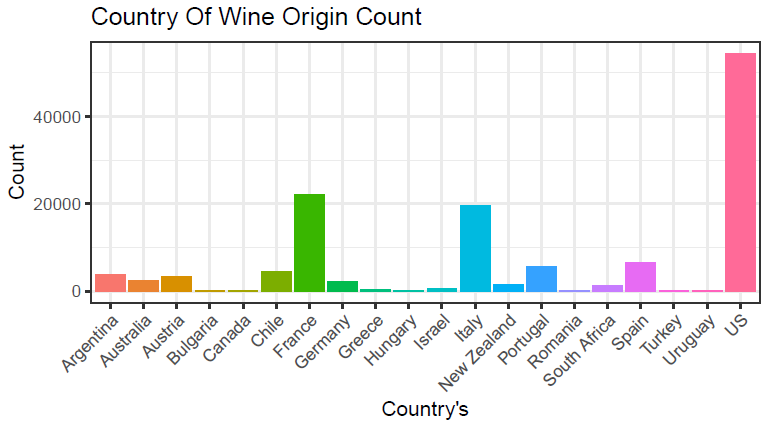 Country Of Wine Origin Count
Count
40000
20000
0
Argentina
Australia
Austria
Bulgaria
Canada
Chile
France
Germany
Greece
Hungary
Israel
Italy
New Zealand
Portugal
Romania
South Africa
Spain
Turkey
Uruguay
US
Country's